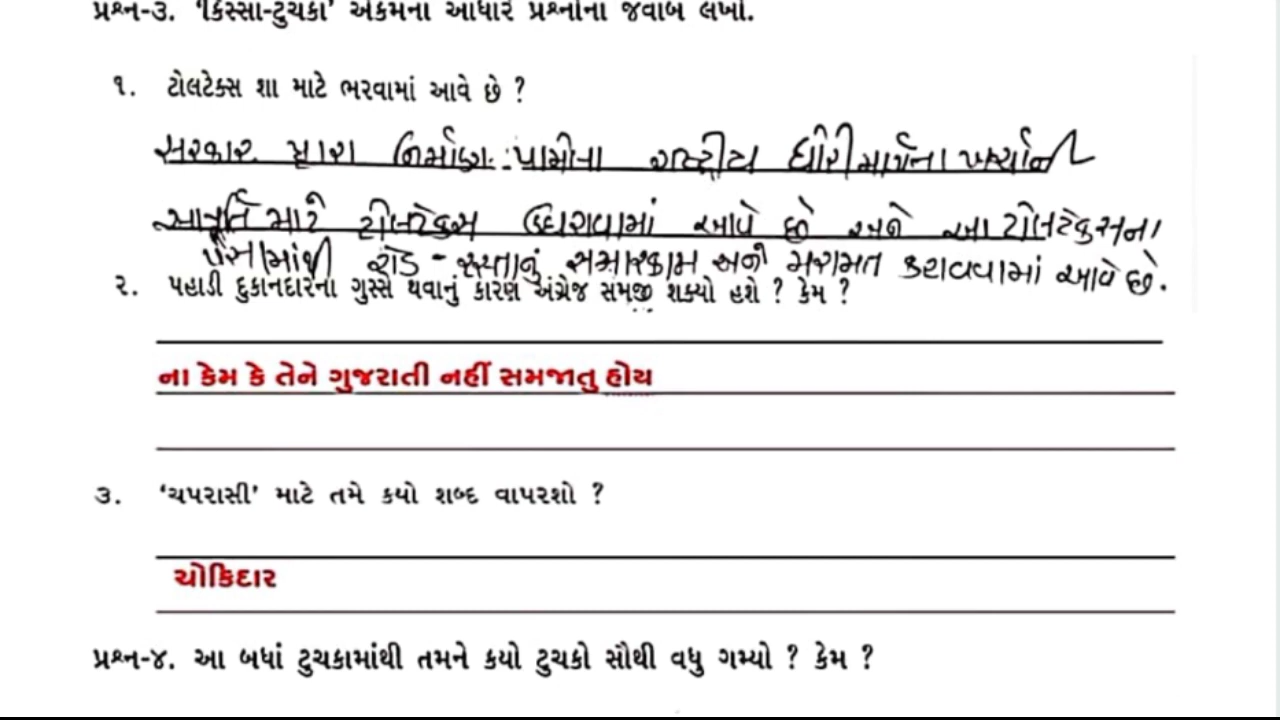 પ્રશ્ન-૩. 'કિસ્સા-ટુચકા' એકમના આધારે પ્રશ્નોના જવાબ લખો.
૧. ટોલટેક્સ શા માટે ભરવામાં આવે છે ?
સરકાર દ્વારા નિર્માણ પામીના રાષ્ટ્રીય ધોરી માર્ગના ખર્ચાની
માટે ટોલટેક્સ ઉઘરાવવામાં આવે છે અને આ ટોલટેકસના
પૈસામાંથી રોડ - રસ્તાનું સમારકામ અને મરામત કરાવવામાં આવે છે.
૨. પહાડી દુકાનદારના ગુસ્સે થવાનું કારણ અંગ્રેજ સમજી શક્યો હશે ? કેમ ?
ના કેમ કે તેને ગુજરાતી નહીં સમજાતુ હોય
૩. 'ચપરાસી' માટે તમે કયો શબ્દ વાપરશો ?
ચોકિદાર
પ્રશ્ન-૪. આ બધાં ટુચકામાંથી તમને કયો ટુચકો સૌથી વધુ ગમ્યો ? કેમ ?